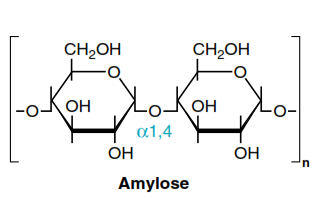 CH₂OH CH₂OH
O O
-O OH O OH O-
α1,4
OH OH
n
Amylose